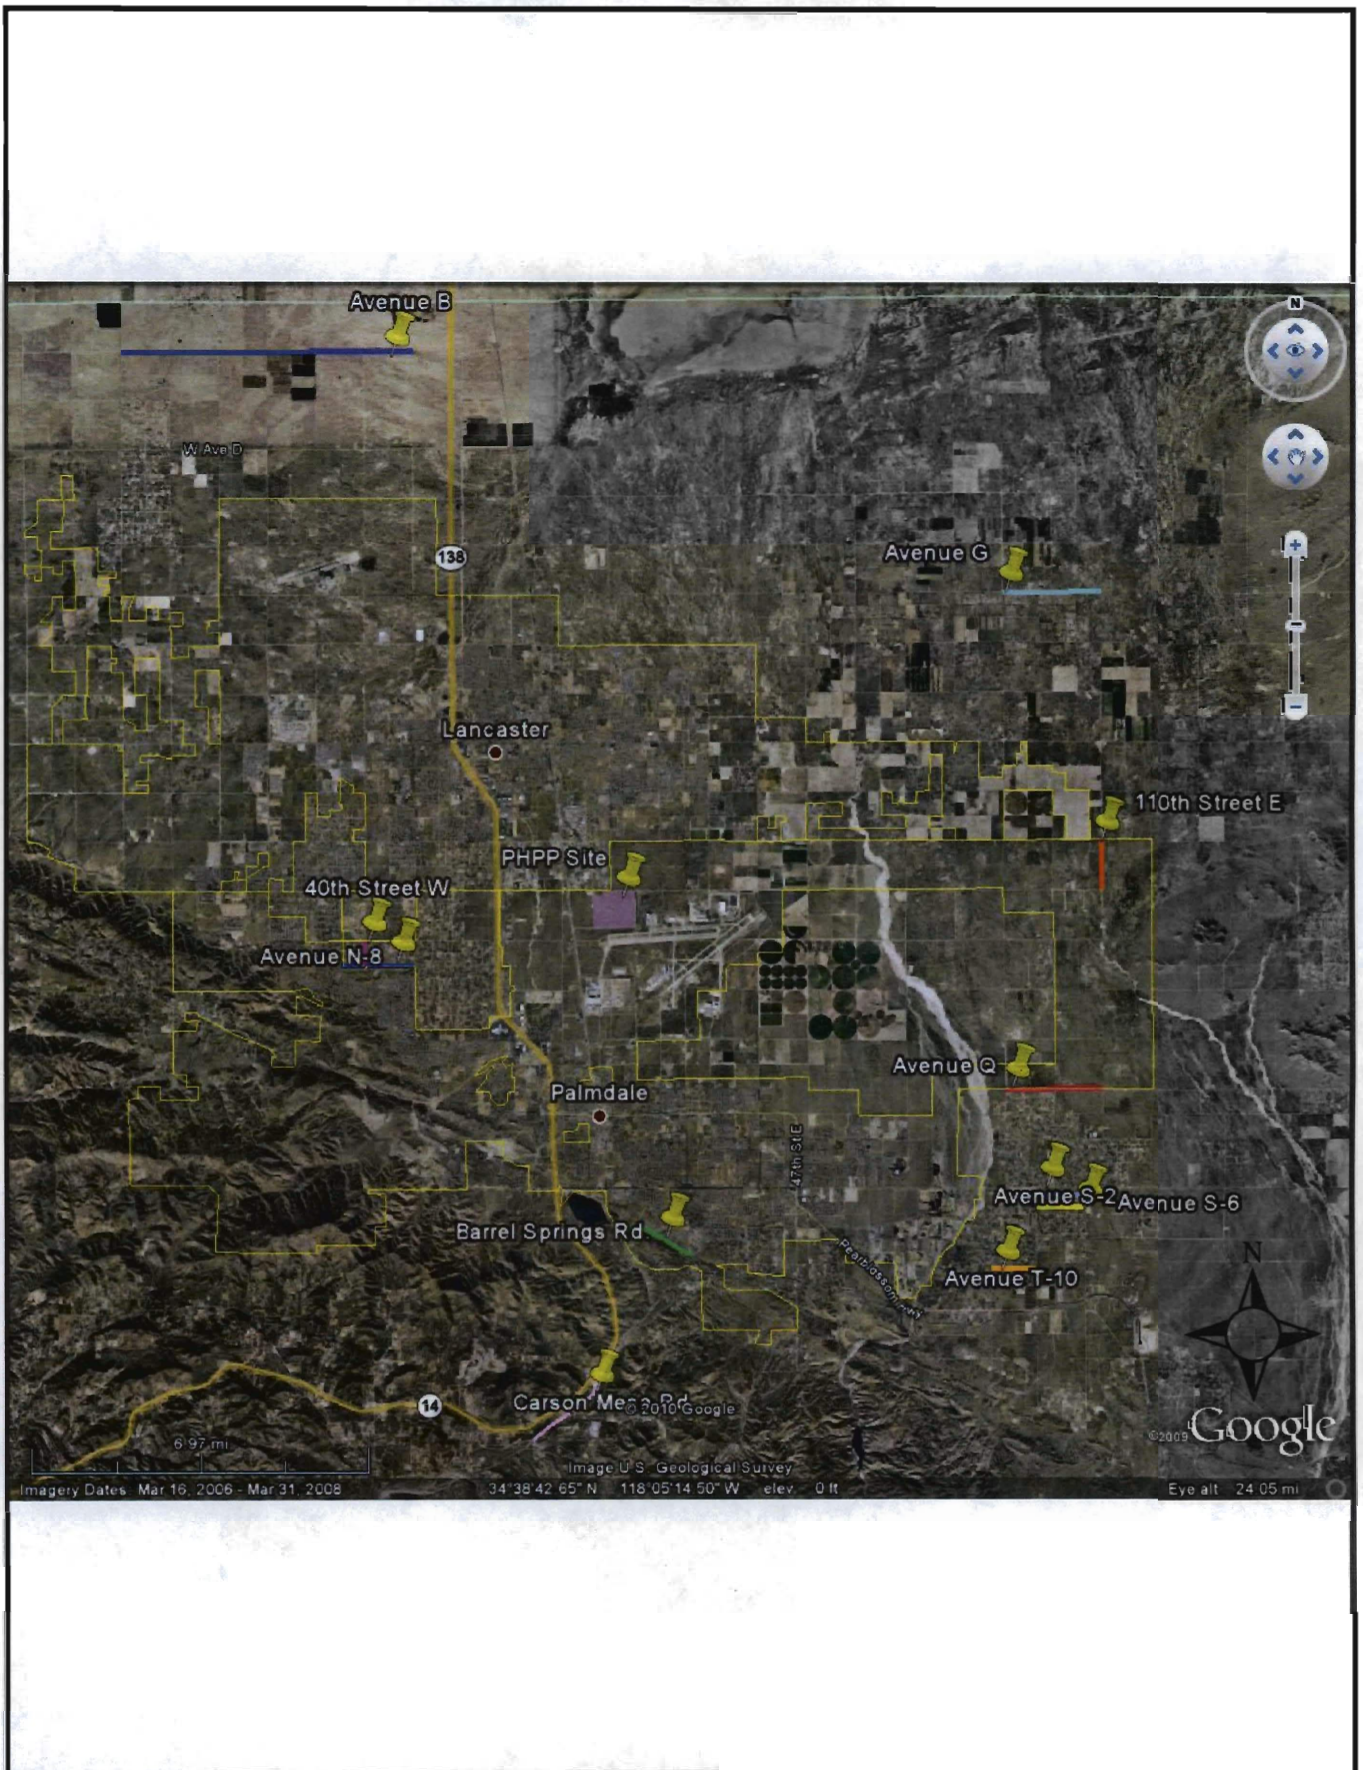 Avenue B
N
W Ave D
138
Avenue G
Lancaster
110th Street E
PHPP Site
40th Street W
Avenue N-8
Avenue Q
Palmdale
47th St E
Avenue S-2
Avenue S-6
Barrel Springs Rd
Pearblossom Hwy
N
Avenue T-10
Carson Mesa Rd
© 2010 Google
14
©2009 Google
6.97 mi
Image U.S. Geological Survey
Imagery Dates: Mar 16, 2006 - Mar 31, 2008
34°38'42.65" N 118°05'14.50" W elev 0 ft
Eye alt 24.05 mi